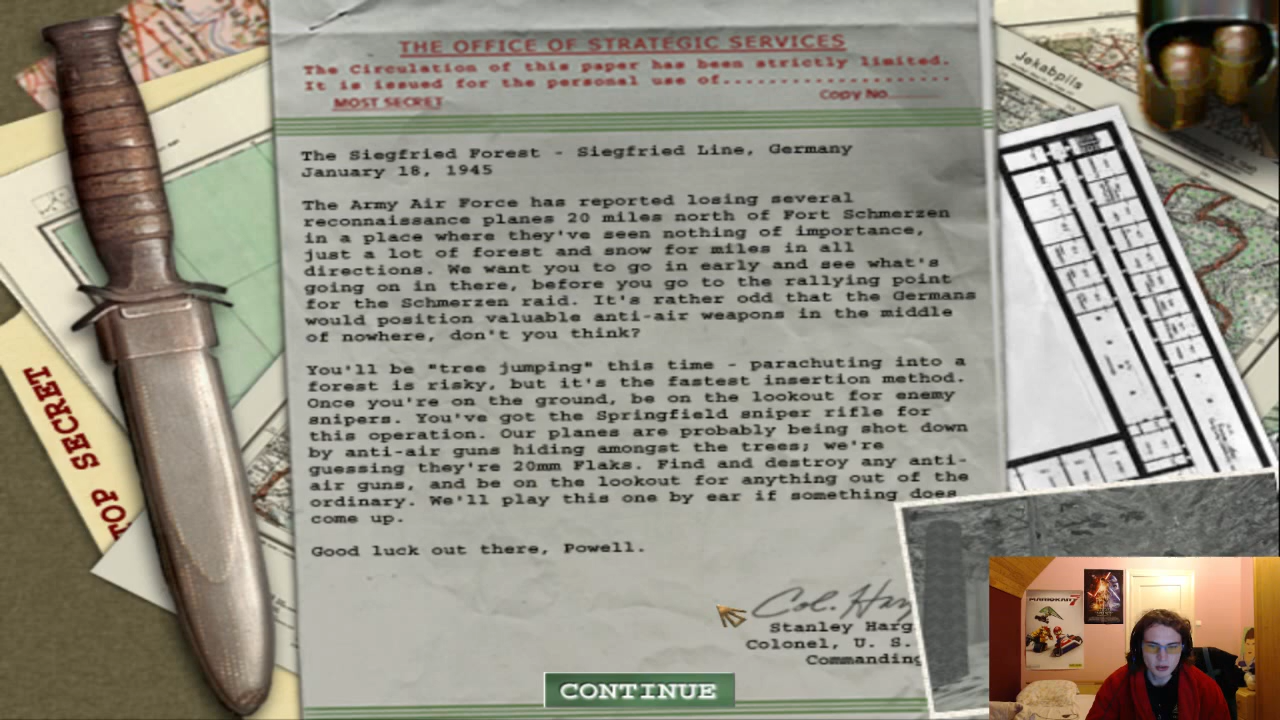 THE OFFICE OF STRATEGIC SERVICES
The Circulation of this paper has been strictly limited.
It is issued for the personal use of....................
MOST SECRET
Copy No.
Jekabpils
The Siegfried Forest - Siegfried Line, Germany
January 18, 1945
The Army Air Force has reported losing several
reconnaissance planes 20 miles north of Fort Schmerzen
in a place where they've seen nothing of importance,
just a lot of forest and snow for miles in all
directions. We want you to go in early and see what's
going on in there, before you go to the rallying point
for the Schmerzen raid. It's rather odd that the Germans
would position valuable anti-air weapons in the middle
of nowhere, don't you think?
You'll be "tree jumping" this time - parachuting into a
forest is risky, but it's the fastest insertion method.
Once you're on the ground, be on the lookout for enemy
snipers. You've got the Springfield sniper rifle for
this operation. Our planes are probably being shot down
by anti-air guns hiding amongst the trees; we're
guessing they're 20mm Flaks. Find and destroy any anti-
air guns, and be on the lookout for anything out of the
ordinary. We'll play this one by ear if something does
come up.
Good luck out there, Powell.
Col. Har
Stanley Harg
Colonel, U. S.
Commanding
TOP SECRET
CONTINUE
MARIOKART 7